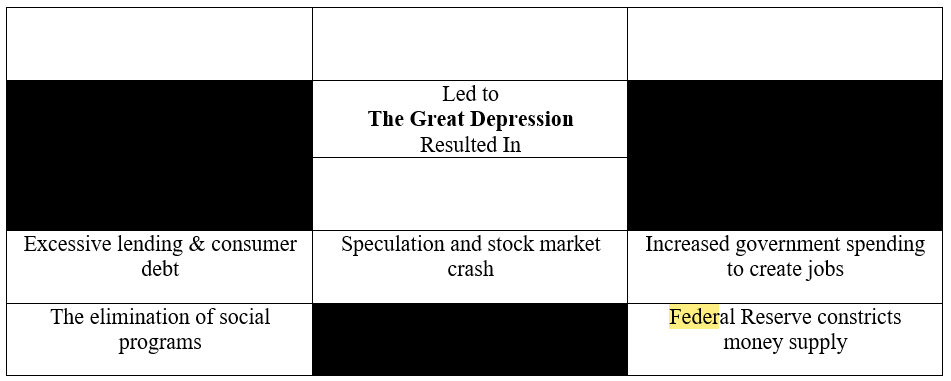 Led to
The Great Depression
Resulted In
Excessive lending & consumer
debt
Speculation and stock market
crash
Increased government spending
to create jobs
The elimination of social
programs
Federal Reserve constricts
money supply